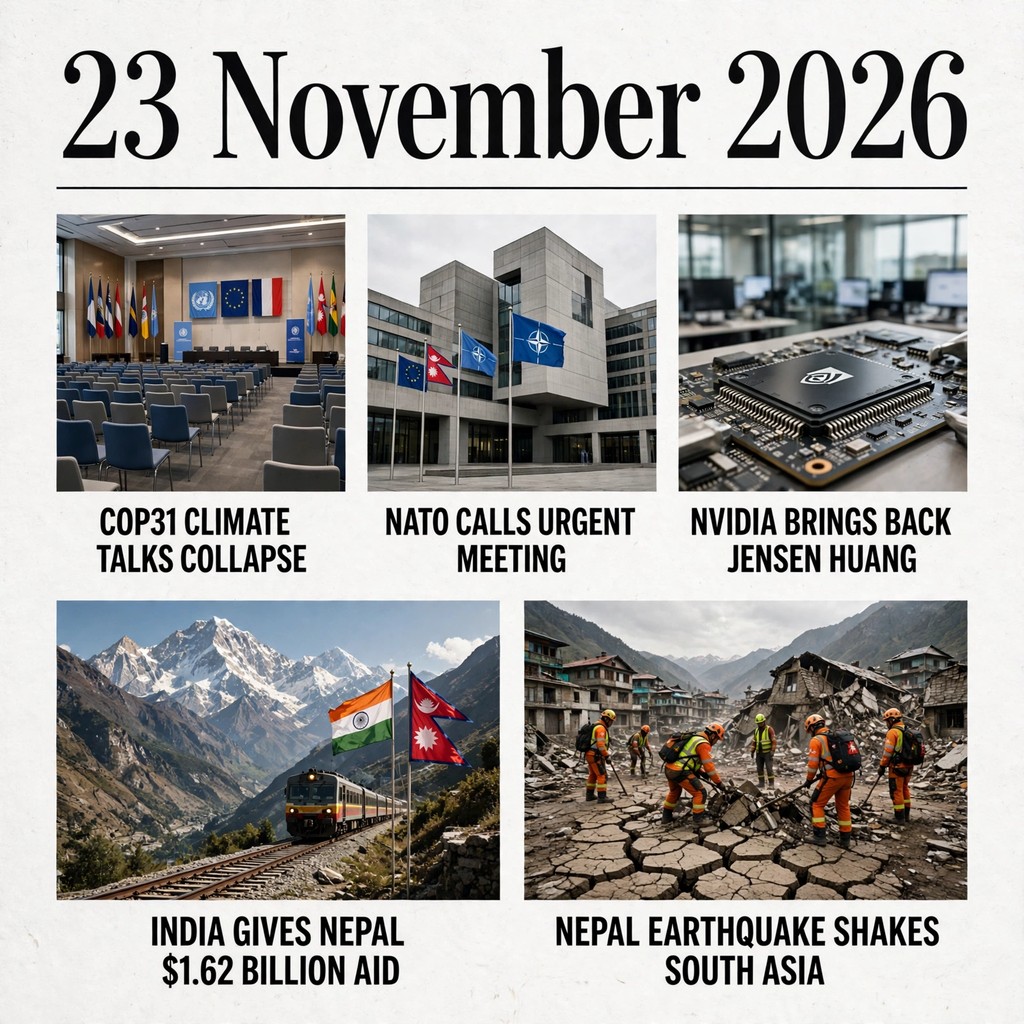 23 November 2026
COP31 CLIMATE
TALKS COLLAPSE
NATO CALLS URGENT
MEETING
NVIDIA BRINGS BACK
JENSEN HUANG
INDIA GIVES NEPAL
$1.62 BILLION AID
NEPAL EARTHQUAKE SHAKES
SOUTH ASIA